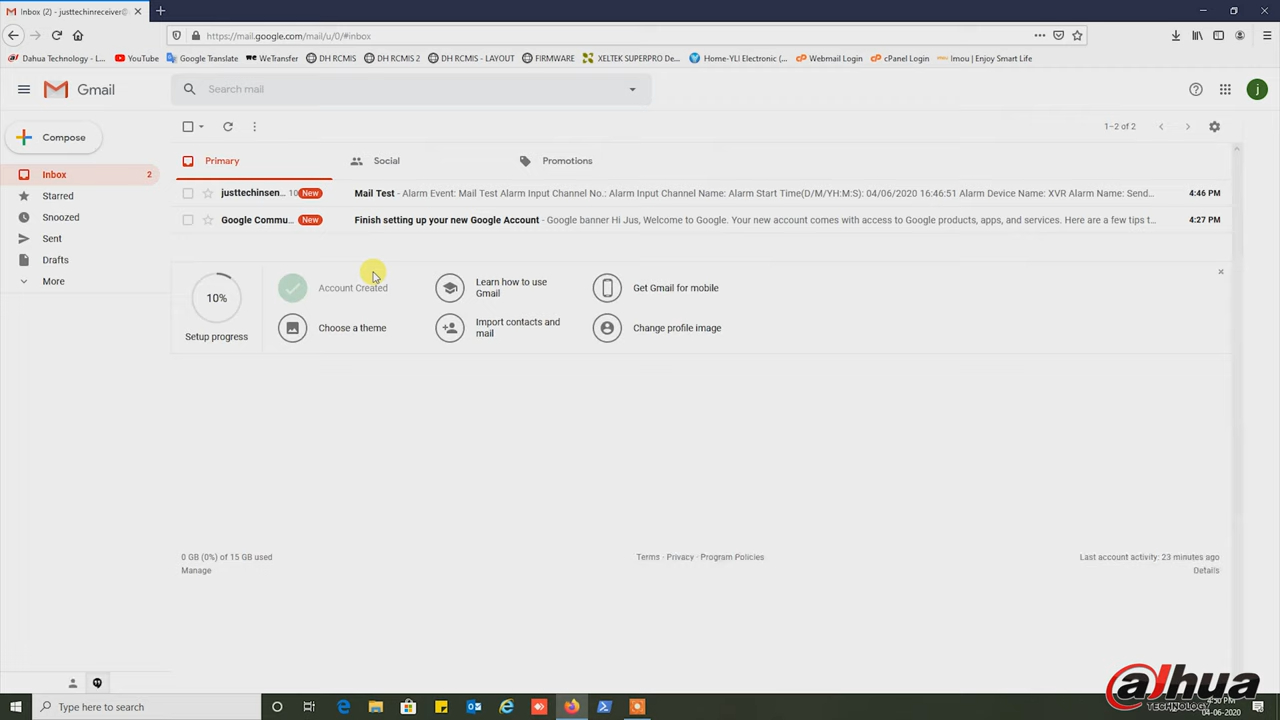 Inbox (2) - justtechinreceiver@
https://mail.google.com/mail/u/0/#inbox
Dahua Technology - L... YouTube Google Translate WeTransfer DH RCMIS DH RCMIS 2 DH RCMIS - LAYOUT FIRMWARE XELTEK SUPERPRO De... Home-YLI Electronic (... Webmail Login cPanel Login Imou | Enjoy Smart Life
Gmail
Search mail
j
Compose
1–2 of 2
Inbox 2
Starred
Snoozed
Sent
Drafts
More
Primary
Social
Promotions
justtechinsen... 10 New Mail Test - Alarm Event: Mail Test Alarm Input Channel No.: Alarm Input Channel Name: Alarm Start Time(D/M/YH:M:S): 04/06/2020 16:46:51 Alarm Device Name: XVR Alarm Name: Send... 4:46 PM
Google Commu... New Finish setting up your new Google Account - Google banner Hi Jus, Welcome to Google. Your new account comes with access to Google products, apps, and services. Here are a few tips t... 4:27 PM
10%
Setup progress
Account Created
Learn how to use Gmail
Get Gmail for mobile
Choose a theme
Import contacts and mail
Change profile image
0 GB (0%) of 15 GB used
Manage
Terms · Privacy · Program Policies
Last account activity: 23 minutes ago
Details
Type here to search
alhua
TECHNOLOGY
4:50 PM
04-06-2020